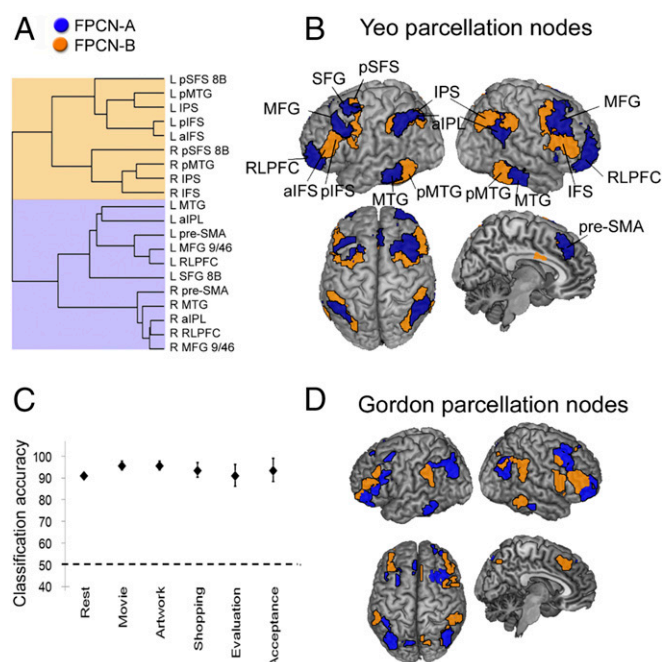 A
FPCN-A
FPCN-B
L pSFS 8B
L pMTG
L IPS
L pIFS
L aIFS
R pSFS 8B
R pMTG
R IPS
R IFS
L MTG
L aIPL
L pre-SMA
L MFG 9/46
L RLPFC
L SFG 8B
R pre-SMA
R MTG
R aIPL
R RLPFC
R MFG 9/46
B
Yeo parcellation nodes
pSFS
SFG
IPS
MFG
MFG
aIPL
RLPFC
RLPFC
aIFS
pIFS
pMTG
pMTG
IFS
MTG
MTG
pre-SMA
C
Classification accuracy
100
90
80
70
60
50
40
Rest
Movie
Artwork
Shopping
Evaluation
Acceptance
D
Gordon parcellation nodes